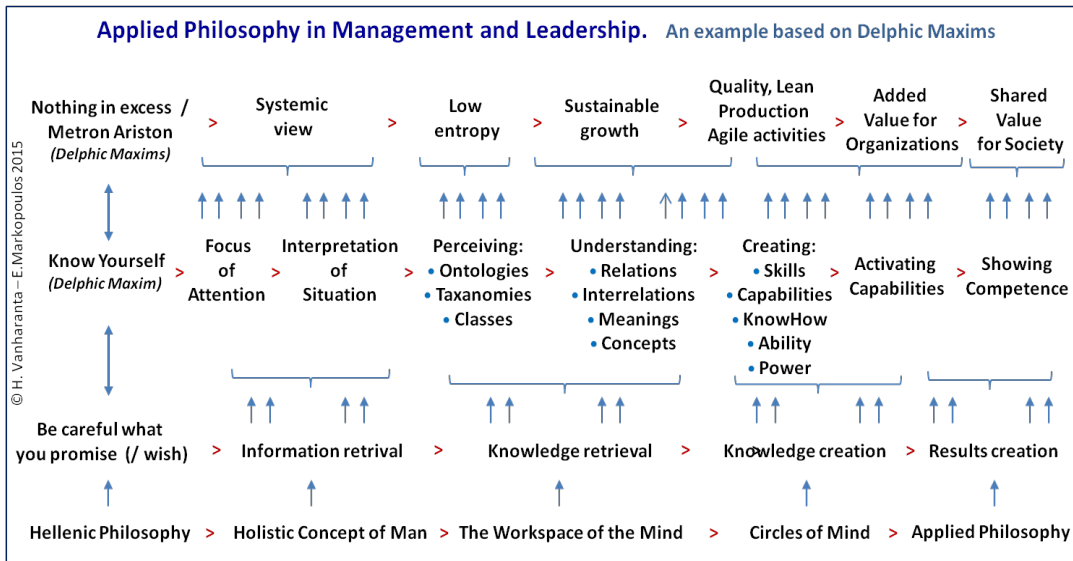 Applied Philosophy in Management and Leadership. An example based on Delphic Maxims
Nothing in excess /
Metron Ariston
(Delphic Maxims)
>
Systemic
view
>
Low
entropy
>
Sustainable
growth
>
Quality, Lean
Production
Agile activities
>
Added
Value for
Organizations
>
Shared
Value
for Society
Know Yourself
(Delphic Maxim)
>
Focus
of
Attention
>
Interpretation
of
Situation
>
Perceiving:
• Ontologies
• Taxanomies
• Classes
>
Understanding:
• Relations
• Interrelations
• Meanings
• Concepts
>
Creating:
• Skills
• Capabilities
• KnowHow
• Ability
• Power
>
Activating
Capabilities
>
Showing
Competence
Be careful what
you promise (/ wish)
>
Information retrival
>
Knowledge retrieval
>
Knowledge creation
>
>
Results creation
Hellenic Philosophy > Holistic Concept of Man > The Workspace of the Mind > Circles of Mind > Applied Philosophy
© H. Vanharanta – E.Markopoulos 2015